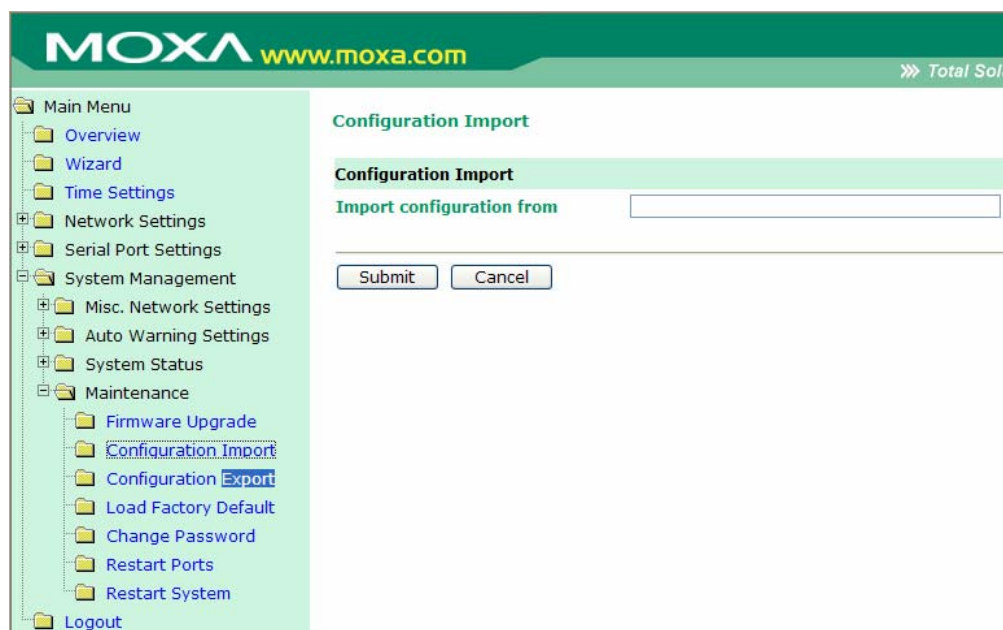 MOXA www.moxa.com
Total Sol
Main Menu
Overview
Wizard
Time Settings
Network Settings
Serial Port Settings
System Management
Misc. Network Settings
Auto Warning Settings
System Status
Maintenance
Firmware Upgrade
Configuration Import
Configuration Export
Load Factory Default
Change Password
Restart Ports
Restart System
Logout
Configuration Import
Configuration Import
Import configuration from
Submit Cancel